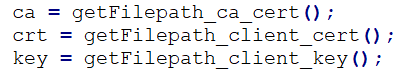 ca = getFilepath_ca_cert();
crt = getFilepath_client_cert();
key = getFilepath_client_key();